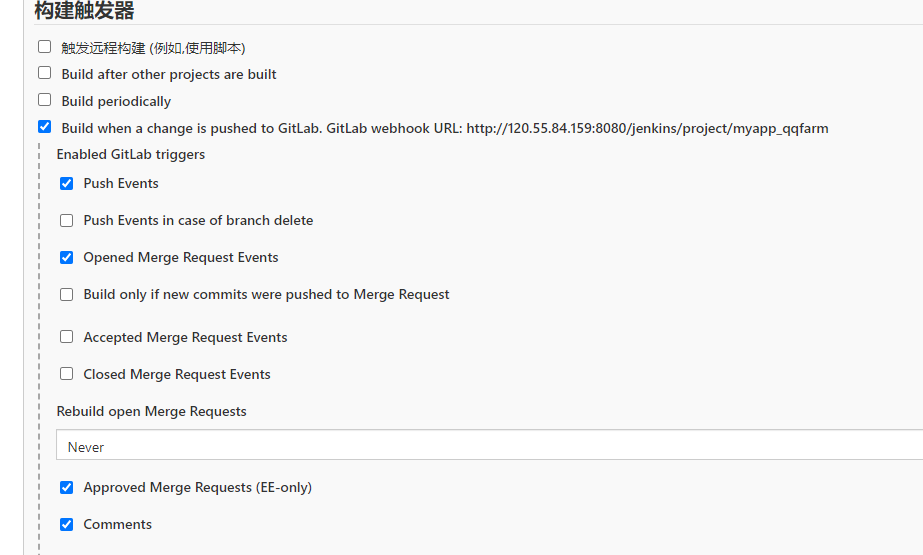 构建触发器
触发远程构建 (例如,使用脚本)
Build after other projects are built
Build periodically
Build when a change is pushed to GitLab. GitLab webhook URL: http://120.55.84.159:8080/jenkins/project/myapp_qqfarm
Enabled GitLab triggers
Push Events
Push Events in case of branch delete
Opened Merge Request Events
Build only if new commits were pushed to Merge Request
Accepted Merge Request Events
Closed Merge Request Events
Rebuild open Merge Requests
Never
Approved Merge Requests (EE-only)
Comments